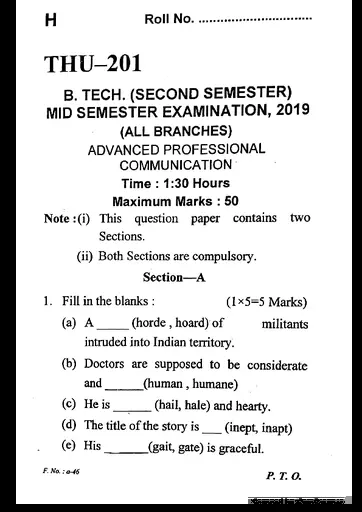 H Roll No. ................................
THU–201
B. TECH. (SECOND SEMESTER)
MID SEMESTER EXAMINATION, 2019
(ALL BRANCHES)
ADVANCED PROFESSIONAL
COMMUNICATION
Time : 1:30 Hours
Maximum Marks : 50
Note :(i) This question paper contains two
Sections.
(ii) Both Sections are compulsory.
Section—A
1. Fill in the blanks : (1×5=5 Marks)
(a) A _____ (horde , hoard) of militants
intruded into Indian territory.
(b) Doctors are supposed to be considerate
and ______(human , humane)
(c) He is ______ (hail, hale) and hearty.
(d) The title of the story is ___ (inept, inapt)
(e) His _______(gait, gate) is graceful.
F. No. : a-46 P. T. O.